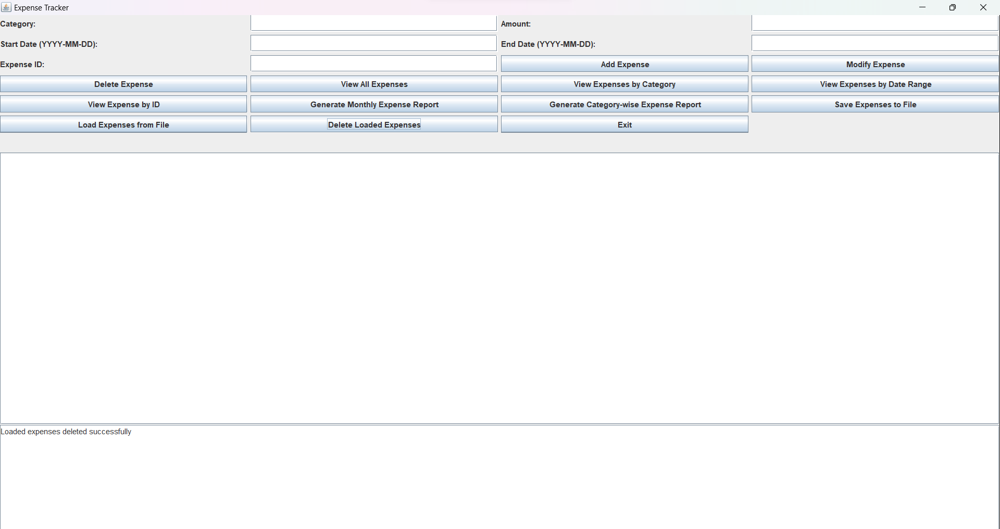 Expense Tracker
Category:
Amount:
Start Date (YYYY-MM-DD):
End Date (YYYY-MM-DD):
Expense ID:
Add Expense
Modify Expense
Delete Expense
View All Expenses
View Expenses by Category
View Expenses by Date Range
View Expense by ID
Generate Monthly Expense Report
Generate Category-wise Expense Report
Save Expenses to File
Load Expenses from File
Delete Loaded Expenses
Exit
Loaded expenses deleted successfully